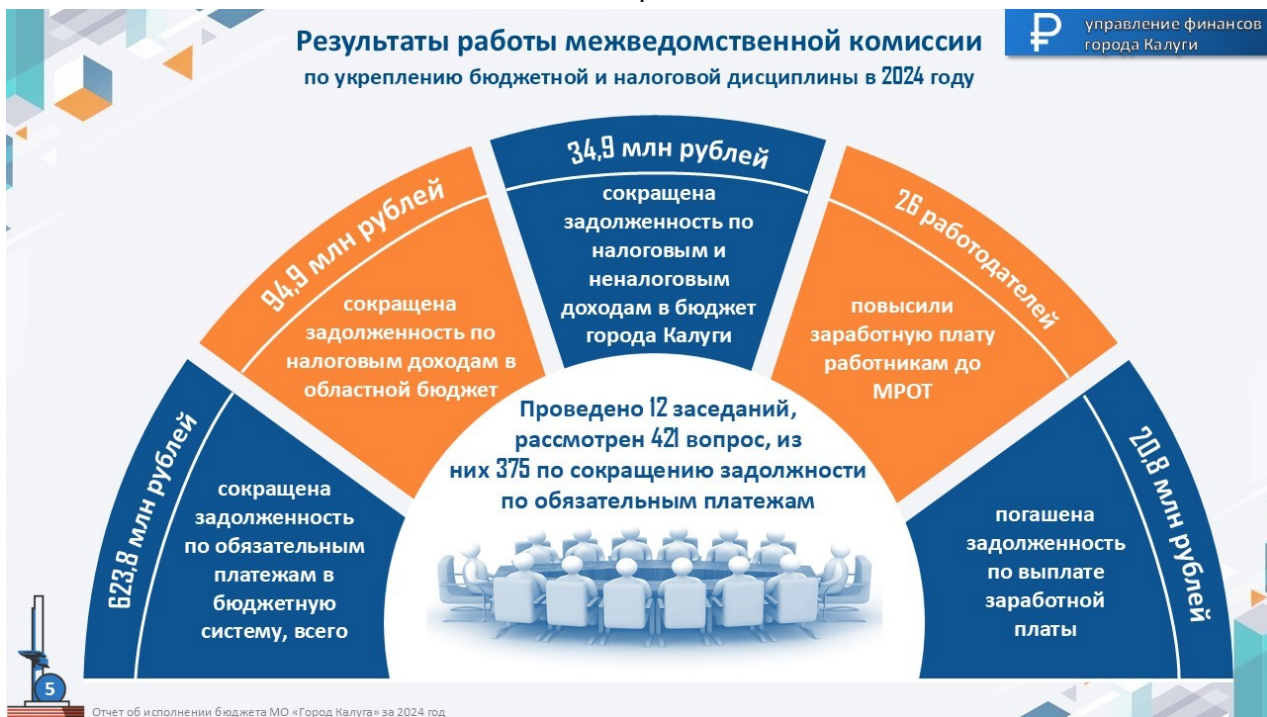 Результаты работы межведомственной комиссии
по укреплению бюджетной и налоговой дисциплины в 2024 году
управление финансов
города Калуги
623,8 млн рублей
сокращена
задолженность
по обязательным
платежам в
бюджетную
систему, всего
94,9 млн рублей
сокращена
задолженность по
налоговым доходам в
областной бюджет
34,9 млн рублей
сокращена
задолженность по
налоговым и
неналоговым
доходам в бюджет
города Калуги
26 работодателей
повысили
заработную плату
работникам до
МРОТ
20,8 млн рублей
погашена
задолженность
по выплате
заработной
платы
Проведено 12 заседаний,
рассмотрен 421 вопрос, из
них 375 по сокращению задолжности
по обязательным платежам
5
Отчет об исполнении бюджета МО «Город Калуга» за 2024 год